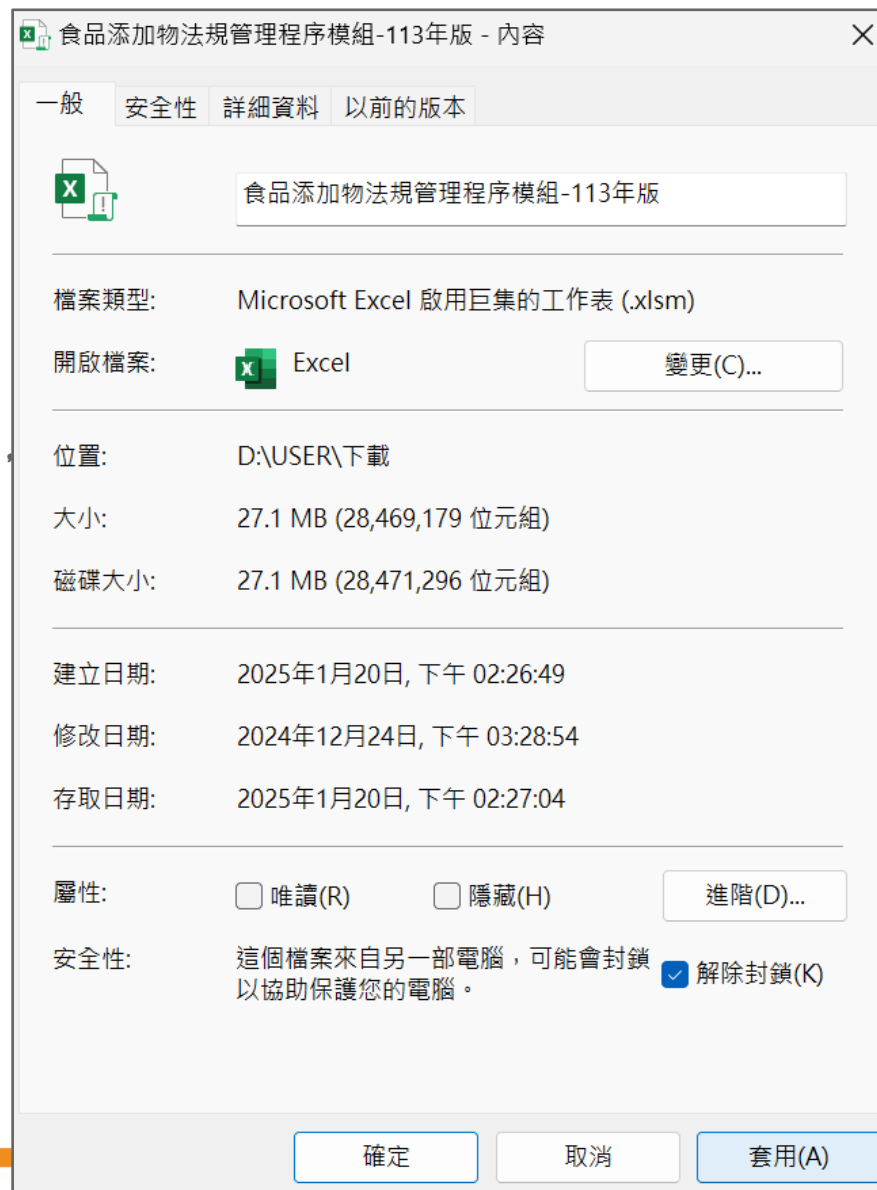 食品添加物法規管理程序模組-113年版 - 內容
一般 安全性 詳細資料 以前的版本
食品添加物法規管理程序模組-113年版
檔案類型: Microsoft Excel 啟用巨集的工作表 (.xlsm)
開啟檔案: Excel 變更(C)...
位置: D:\USER\下載
大小: 27.1 MB (28,469,179 位元組)
磁碟大小: 27.1 MB (28,471,296 位元組)
建立日期: 2025年1月20日, 下午 02:26:49
修改日期: 2024年12月24日, 下午 03:28:54
存取日期: 2025年1月20日, 下午 02:27:04
屬性: 唯讀(R) 隱藏(H) 進階(D)...
安全性: 這個檔案來自另一部電腦，可能會封鎖
以協助保護您的電腦。 解除封鎖(K)
確定 取消 套用(A)